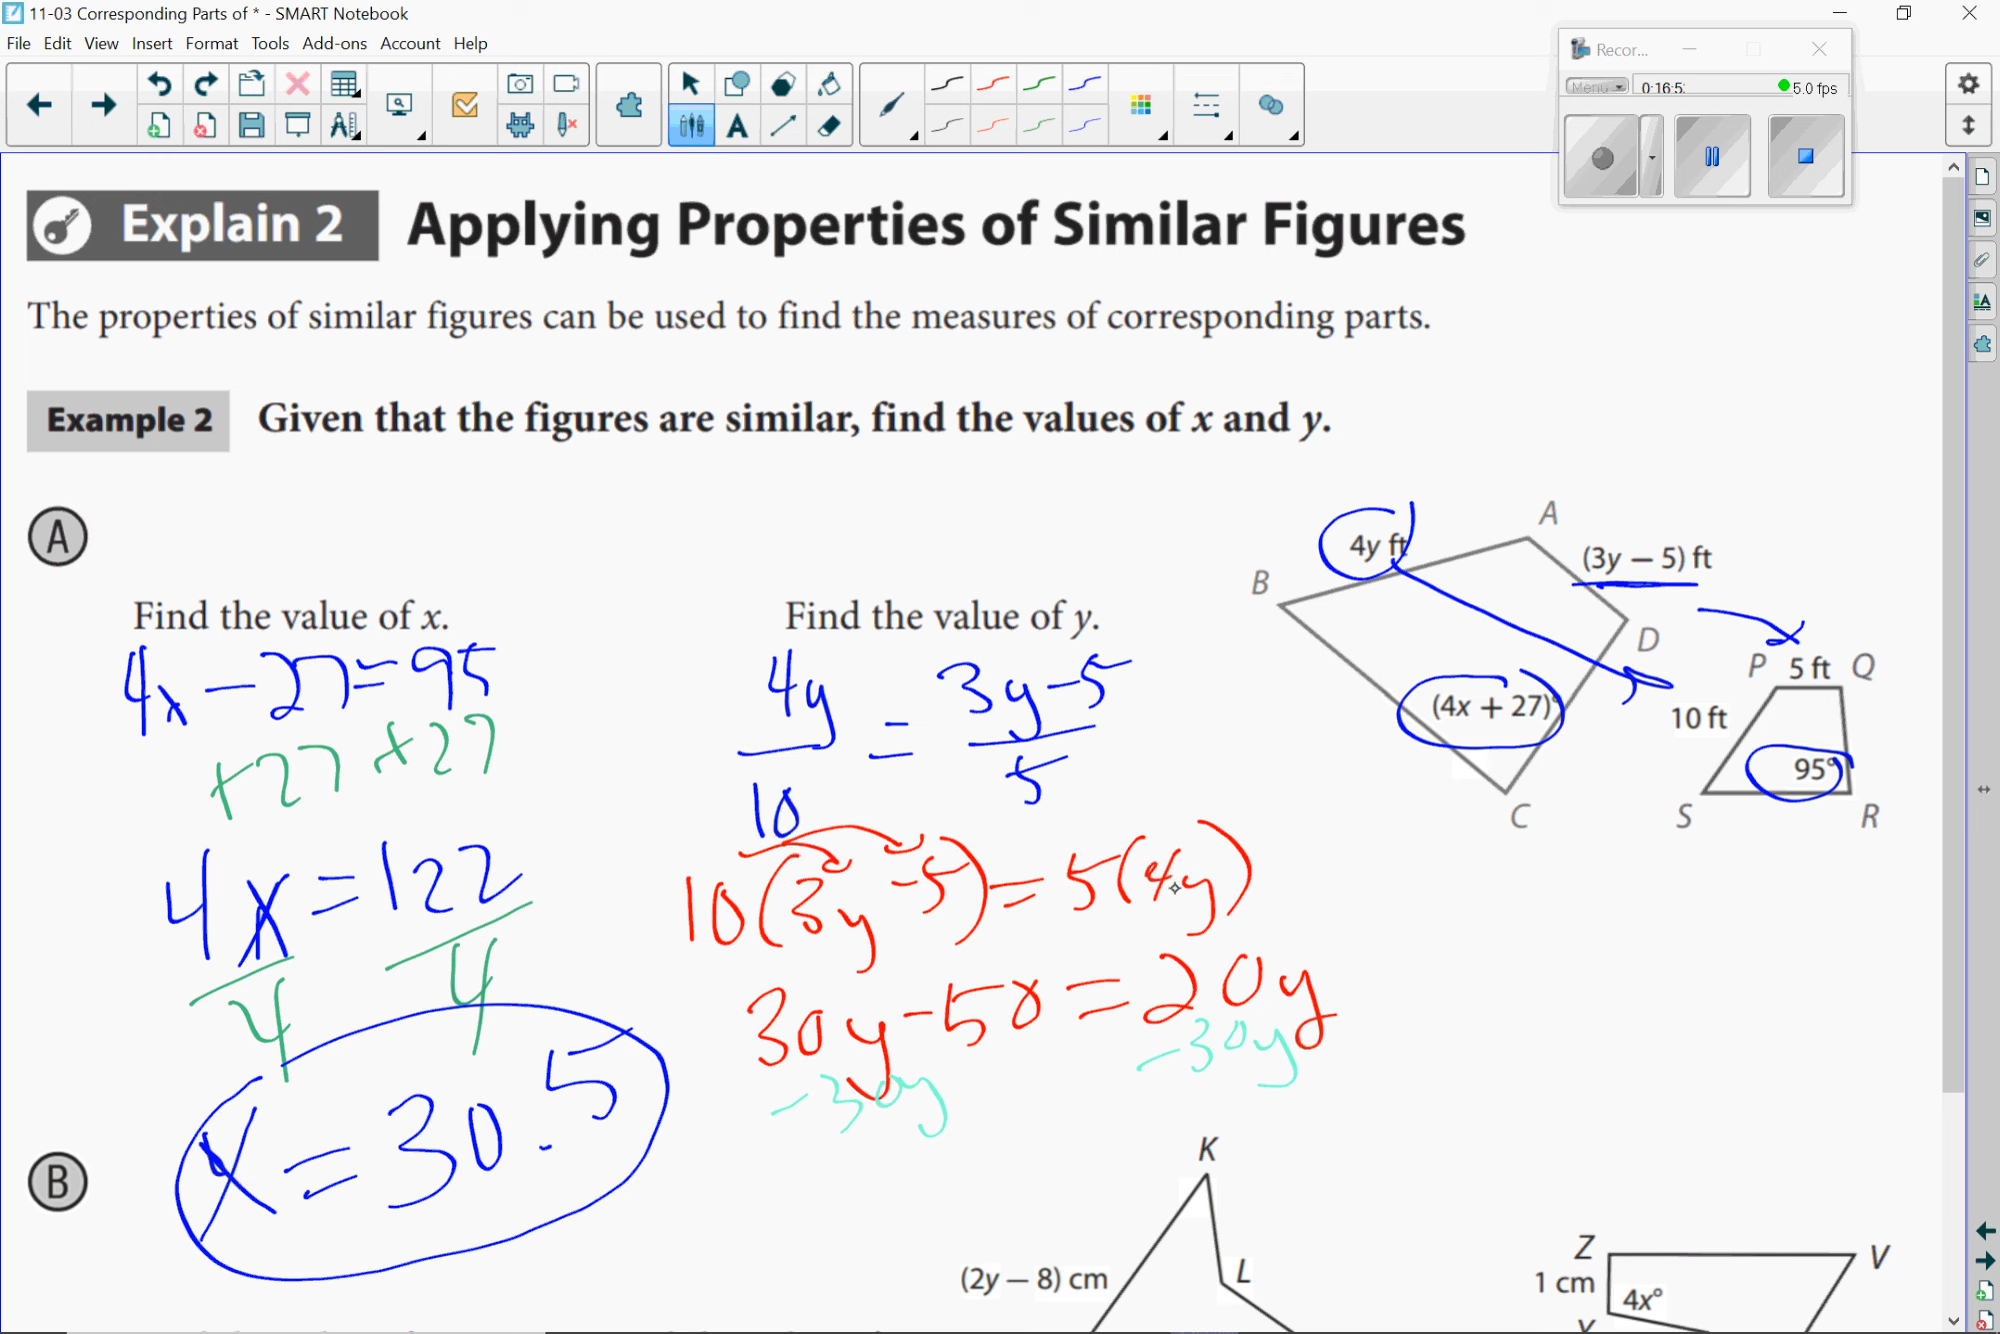 11-03 Corresponding Parts of * - SMART Notebook
File Edit View Insert Format Tools Add-ons Account Help
Recor...
Menu 0:16:5: 5.0 fps
Explain 2 Applying Properties of Similar Figures
The properties of similar figures can be used to find the measures of corresponding parts.
Example 2 Given that the figures are similar, find the values of x and y.
A
Find the value of x.
4x - 27 = 95
+27 +27
4x = 122
4 4
x = 30.5
Find the value of y.
4y = 3y-5
10 5
10(3y - 5) = 5(4y)
30y - 50 = 20y
-30y -30y
A
4y ft
(3y – 5) ft
B
D
(4x + 27)°
C
P 5 ft Q
10 ft
95°
S R
B
K
(2y – 8) cm
L
Z V
1 cm
4x°
Y